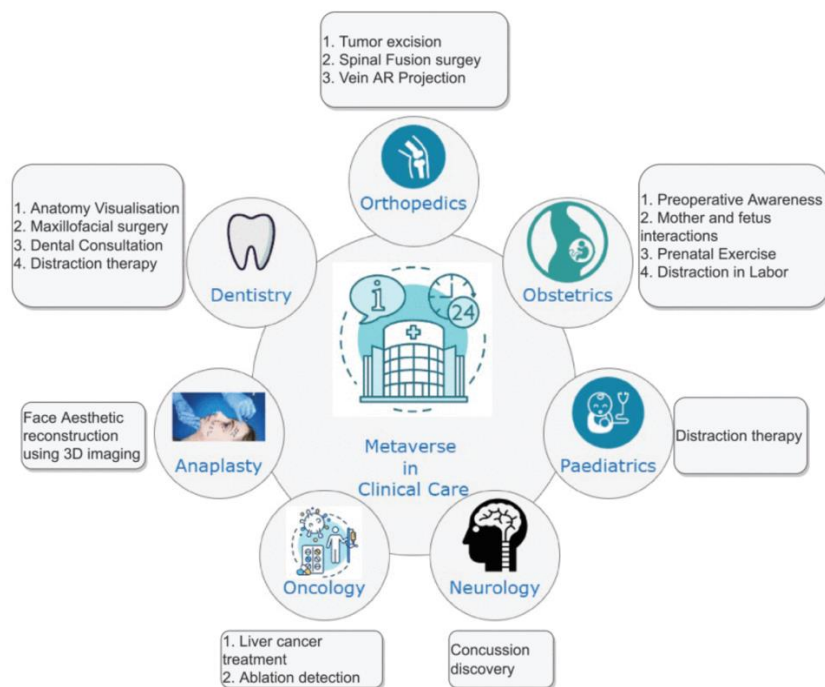 1. Tumor excision
2. Spinal Fusion surgey
3. Vein AR Projection
Orthopedics
1. Anatomy Visualisation
2. Maxillofacial surgery
3. Dental Consultation
4. Distraction therapy
Dentistry
1. Preoperative Awareness
2. Mother and fetus
interactions
3. Prenatal Exercise
4. Distraction in Labor
Obstetrics
i
24
Metaverse
in
Clinical Care
Face Aesthetic
reconstruction
using 3D imaging
Anaplasty
Distraction therapy
Paediatrics
Oncology
Neurology
1. Liver cancer
treatment
2. Ablation detection
Concussion
discovery